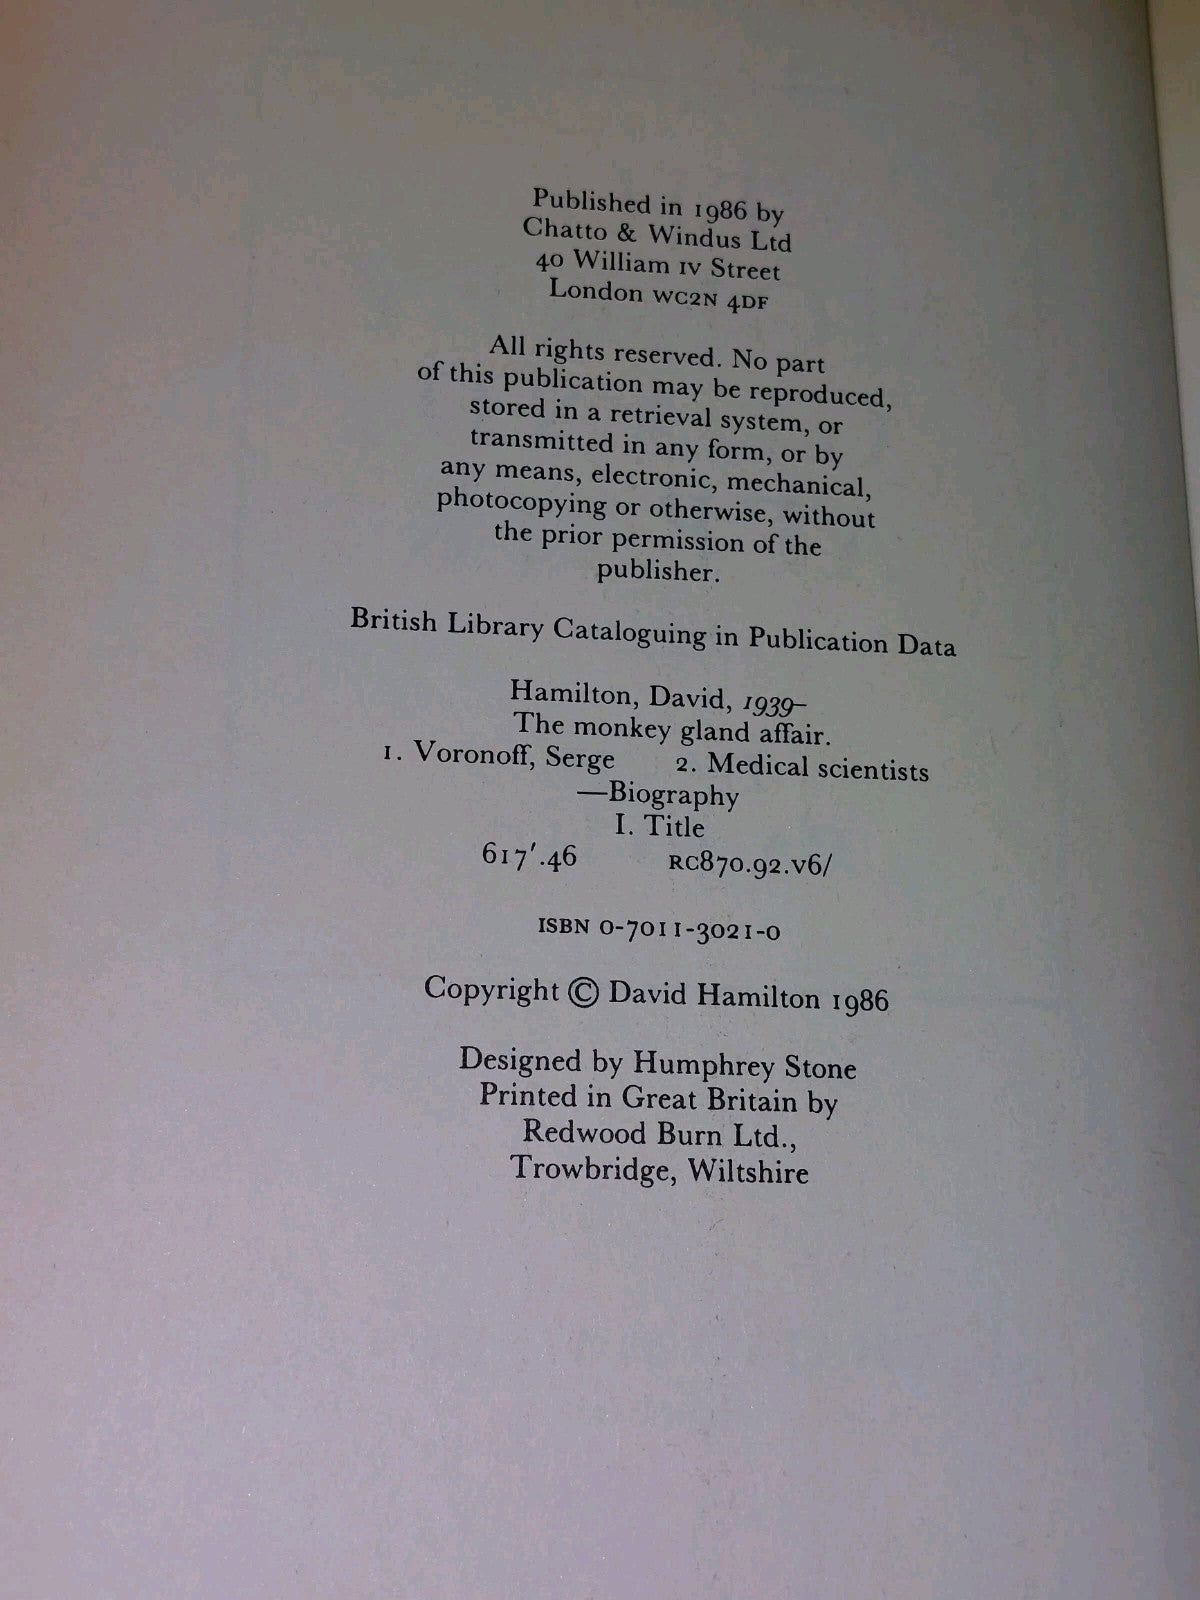 Published in 1986 by
Chatto & Windus Ltd
40 William IV Street
London WC2N 4DF
All rights reserved. No part
of this publication may be reproduced,
stored in a retrieval system, or
transmitted in any form, or by
any means, electronic, mechanical,
photocopying or otherwise, without
the prior permission of the
publisher.
British Library Cataloguing in Publication Data
Hamilton, David, 1939–
The monkey gland affair.
1. Voronoff, Serge 2. Medical scientists
—Biography
I. Title
617'.46 RC870.92.V6/
ISBN 0-7011-3021-0
Copyright © David Hamilton 1986
Designed by Humphrey Stone
Printed in Great Britain by
Redwood Burn Ltd.,
Trowbridge, Wiltshire